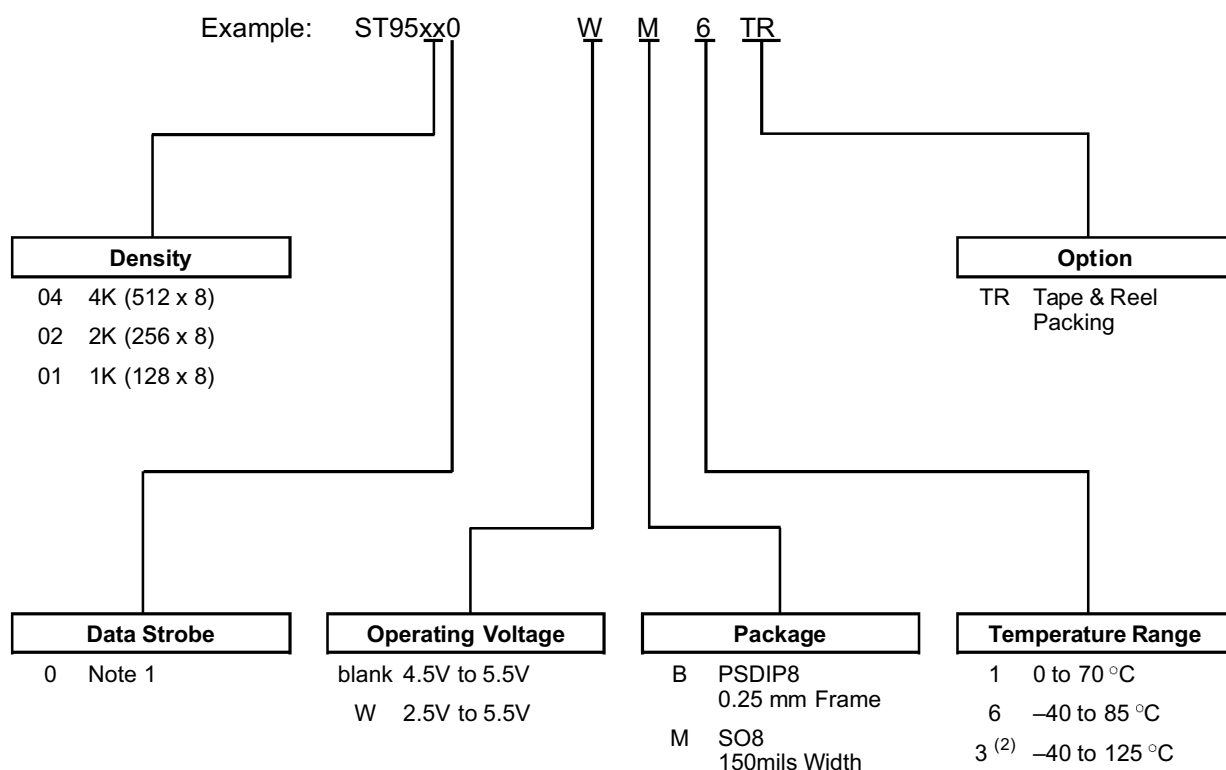 Example: ST95xx0 W M 6 TR
Density
04 4K (512 x 8)
02 2K (256 x 8)
01 1K (128 x 8)
Option
TR Tape & Reel
Packing
Data Strobe
0 Note 1
Operating Voltage
blank 4.5V to 5.5V
W 2.5V to 5.5V
Package
B PSDIP8
0.25 mm Frame
M SO8
150mils Width
Temperature Range
1 0 to 70 °C
6 –40 to 85 °C
3 (2) –40 to 125 °C